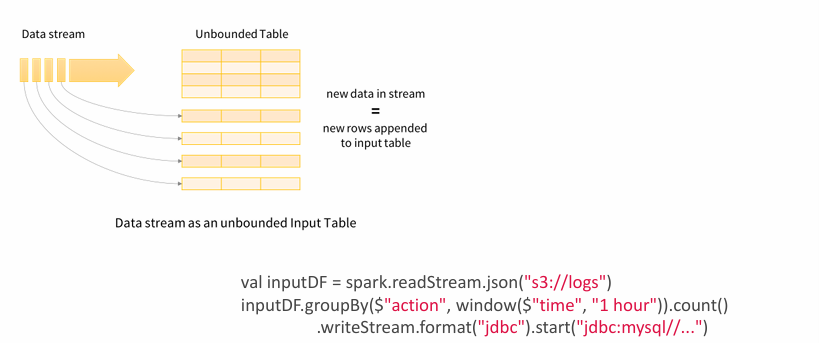 Data stream
Unbounded Table
new data in stream
=
new rows appended
to input table
Data stream as an unbounded Input Table
val inputDF = spark.readStream.json("s3://logs")
inputDF.groupBy($"action", window($"time", "1 hour")).count()
.writeStream.format("jdbc").start("jdbc:mysql//...")